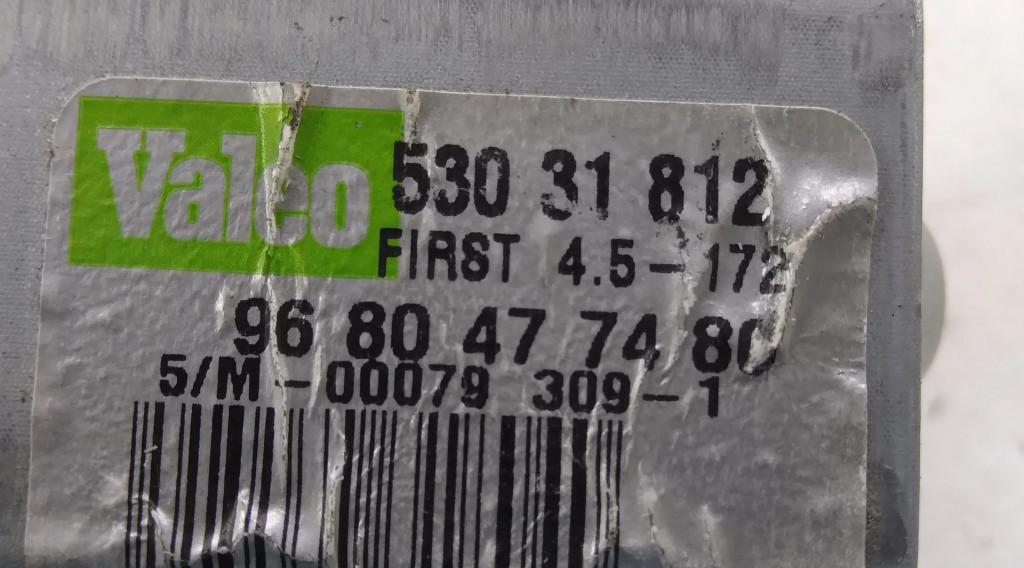 Valeo
530 31 812
FIRST 4.5-172
96 80 47 74 80
5/M-00079 309-1